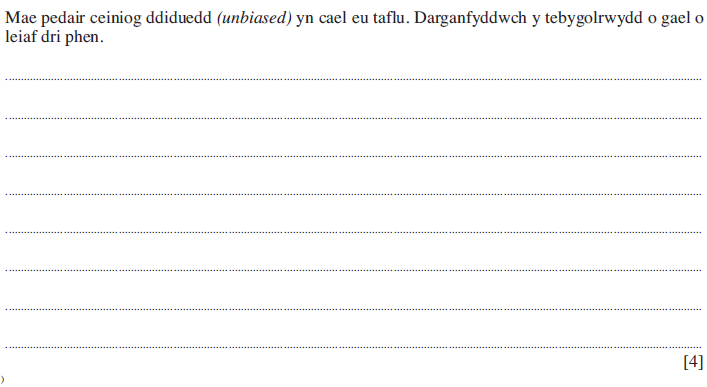 Mae pedair ceiniog ddiduedd (unbiased) yn cael eu taflu. Darganfyddwch y tebygolrwydd o gael o
leiaf dri phen.
[4]
)